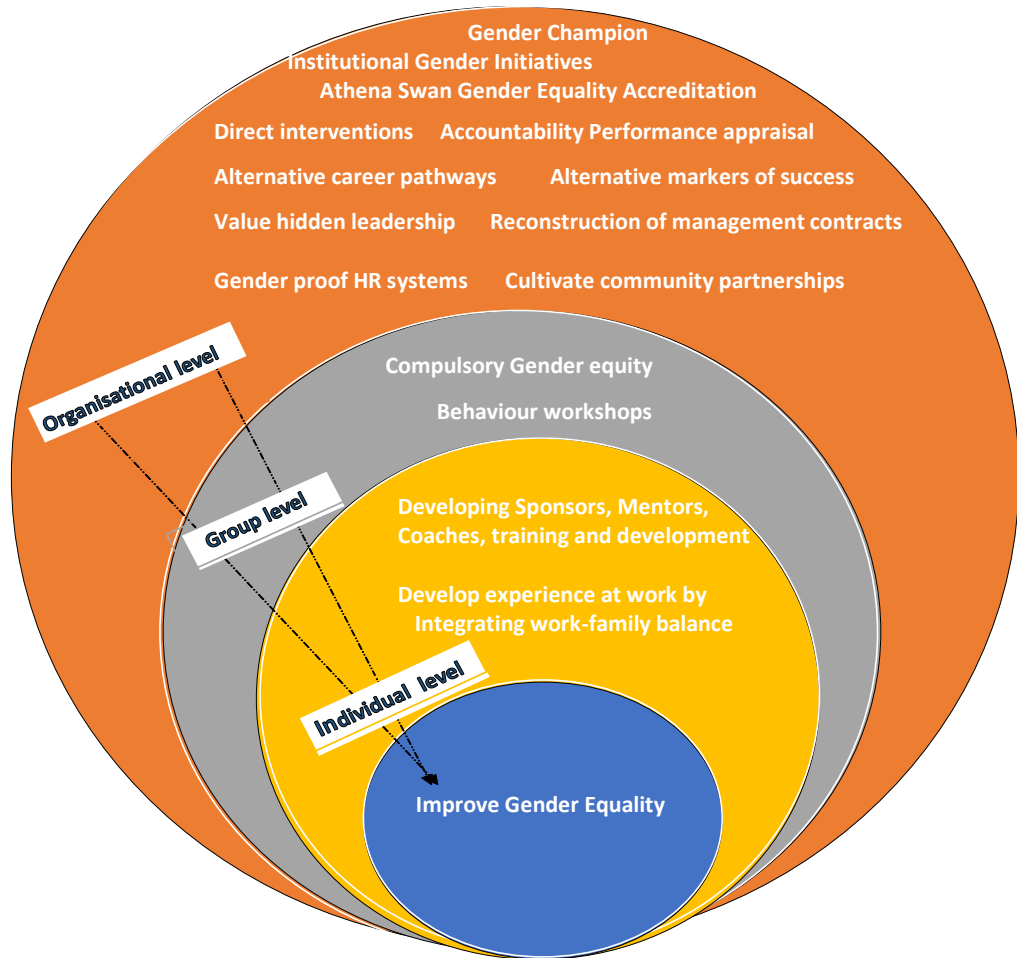 Gender Champion
Institutional Gender Initiatives
Athena Swan Gender Equality Accreditation
Direct interventions Accountability Performance appraisal
Alternative career pathways Alternative markers of success
Value hidden leadership Reconstruction of management contracts
Gender proof HR systems Cultivate community partnerships
Organisational level
Compulsory Gender equity
Behaviour workshops
Group level
Developing Sponsors, Mentors,
Coaches, training and development
Develop experience at work by
Integrating work-family balance
Individual level
Improve Gender Equality